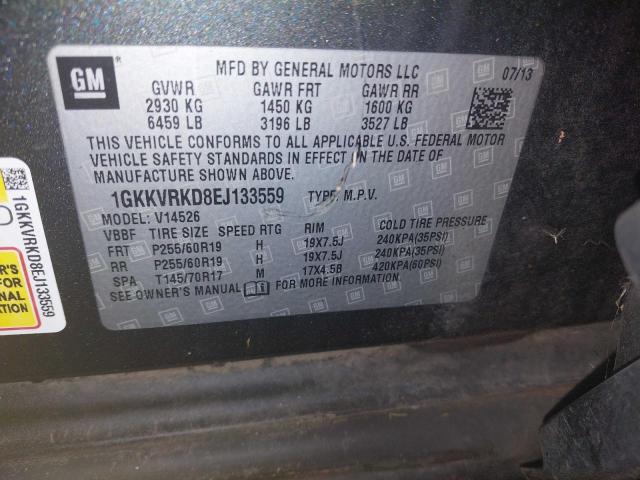 GM ®
MFD BY GENERAL MOTORS LLC 07/13
GVWR GAWR FRT GAWR RR
2930 KG 1450 KG 1600 KG
6459 LB 3196 LB 3527 LB
THIS VEHICLE CONFORMS TO ALL APPLICABLE U.S. FEDERAL MOTOR
VEHICLE SAFETY STANDARDS IN EFFECT ON THE DATE OF
MANUFACTURE SHOWN ABOVE.
1GKKVRKD8EJ133559 TYPE: M.P.V.
MODEL: V14526
VBBF TIRE SIZE SPEED RTG RIM COLD TIRE PRESSURE
FRT P255/60R19 H 19X7.5J 240KPA(35PSI)
RR P255/60R19 H 19X7.5J 240KPA(35PSI)
SPA T145/70R17 M 17X4.5B 420KPA(60PSI)
SEE OWNER'S MANUAL FOR MORE INFORMATION.
1GKKVRKD8EJ133559